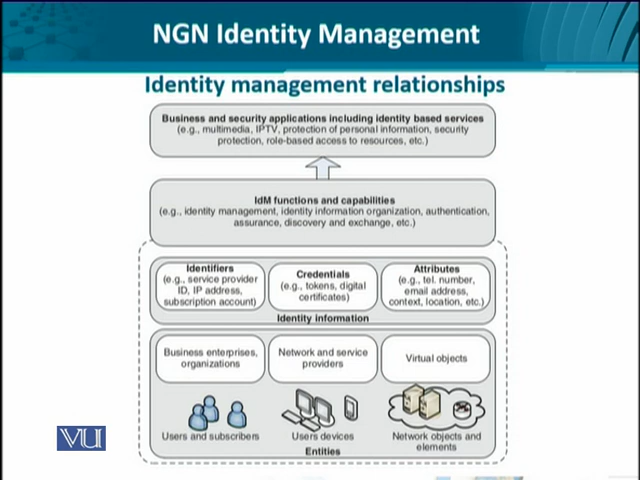 NGN Identity Management
Identity management relationships
Business and security applications including identity based services
(e.g., multimedia, IPTV, protection of personal information, security
protection, role-based access to resources, etc.)
IdM functions and capabilities
(e.g., identity management, identity information organization, authentication,
assurance, discovery and exchange, etc.)
Identifiers
(e.g., service provider
ID, IP address,
subscription account)
Credentials
(e.g., tokens, digital
certificates)
Attributes
(e.g., tel. number,
email address,
context, location, etc.)
Identity information
Business enterprises,
organizations
Network and service
providers
Virtual objects
Users and subscribers
Users devices
Network objects and
elements
Entities
VU